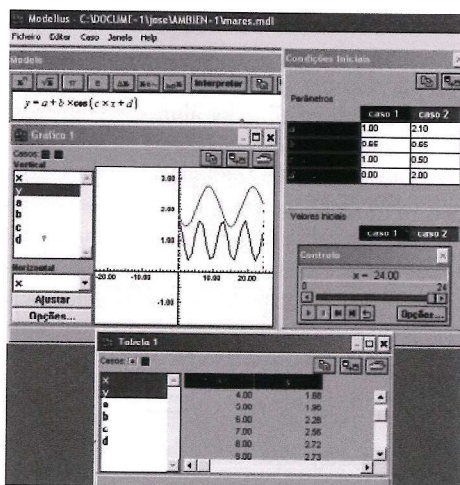 Modellus - C:\DOCUME~1\jose\AMBIEN~1\mares.mdl
Ficheiro Editar Caso Janela Help
Modelo
Interpretar
y = a + b × cos( c × x + d )
Gráfico 1
Casos:
Vertical
x
y
a
b
c
d
Horizontal
x
Ajustar
Opções...
3.00
2.00
1.00
-20.00
-10.00
10.00
20.00
-1.00
Condições Iniciais
Parâmetros
caso 1 caso 2
1.00 2.10
0.65 0.65
1.00 0.50
0.00 2.00
Valores Iniciais
caso 1 caso 2
Controlo
x = 24.00
0 24
Opções...
Tabela 1
Casos:
x
y
a
b
c
d
4.00 1.68
5.00 1.96
6.00 2.28
7.00 2.56
8.00 2.72
9.00 2.73